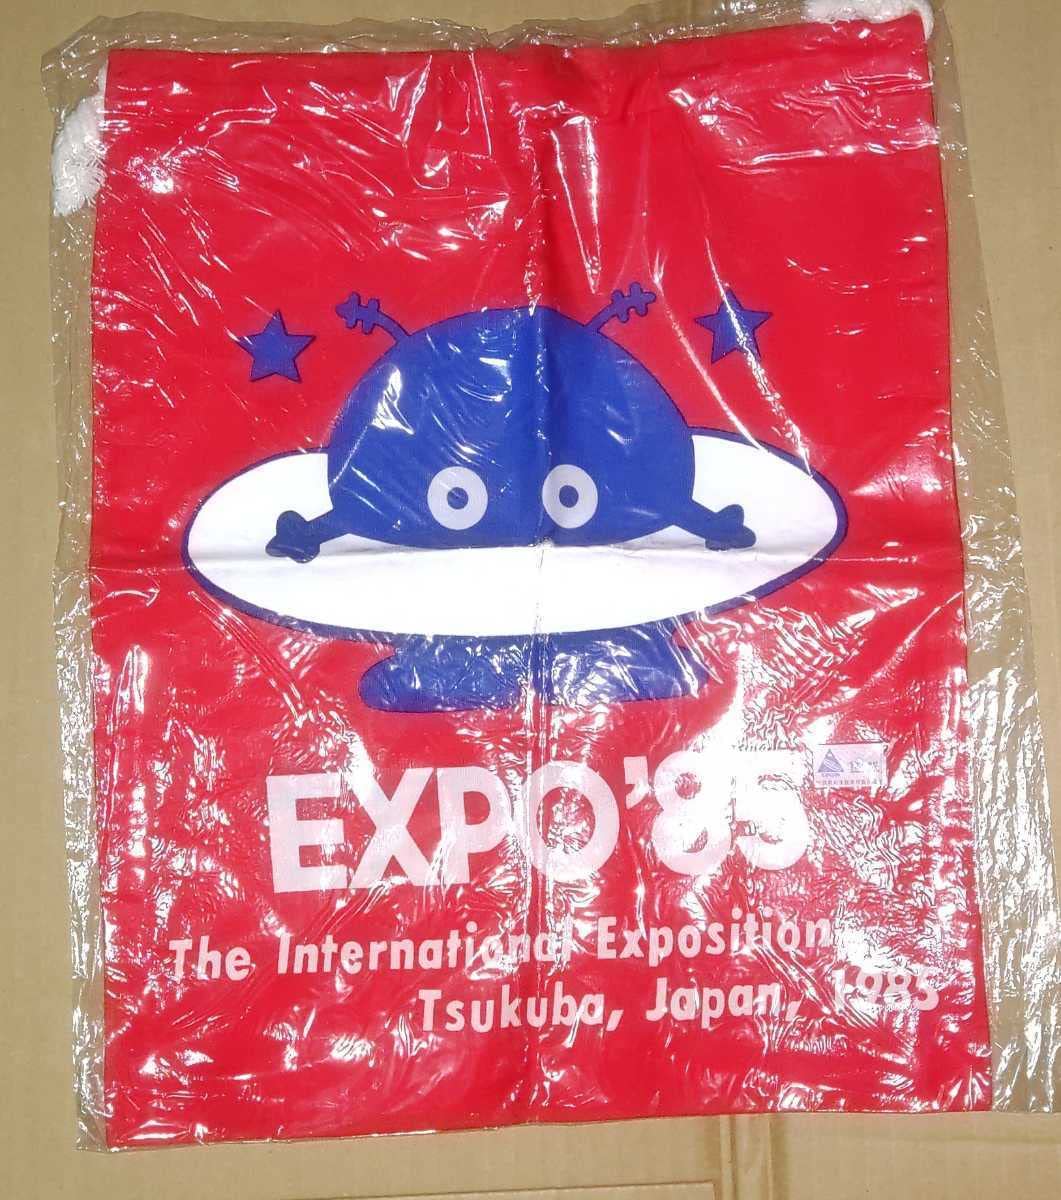 EXPO'85
The International Exposition,
Tsukuba, Japan, 1985